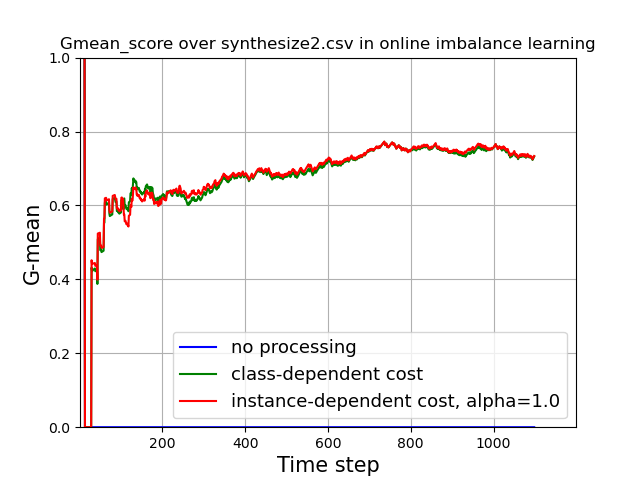 Gmean_score over synthesize2.csv in online imbalance learning
1.0
0.8
0.6
0.4
0.2
0.0
G-mean
no processing
class-dependent cost
instance-dependent cost, alpha=1.0
200
400
600
800
1000
Time step